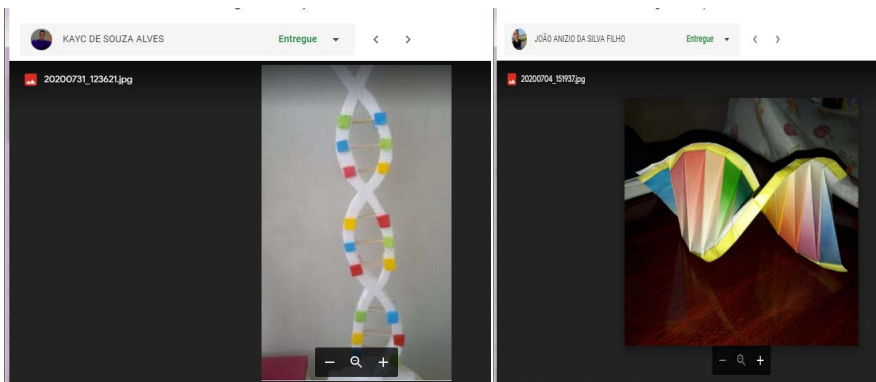 KAYC DE SOUZA ALVES Entregue
20200731_123621.jpg
JOÃO ANIZIO DA SILVA FILHO Entregue
20200704_151937.jpg